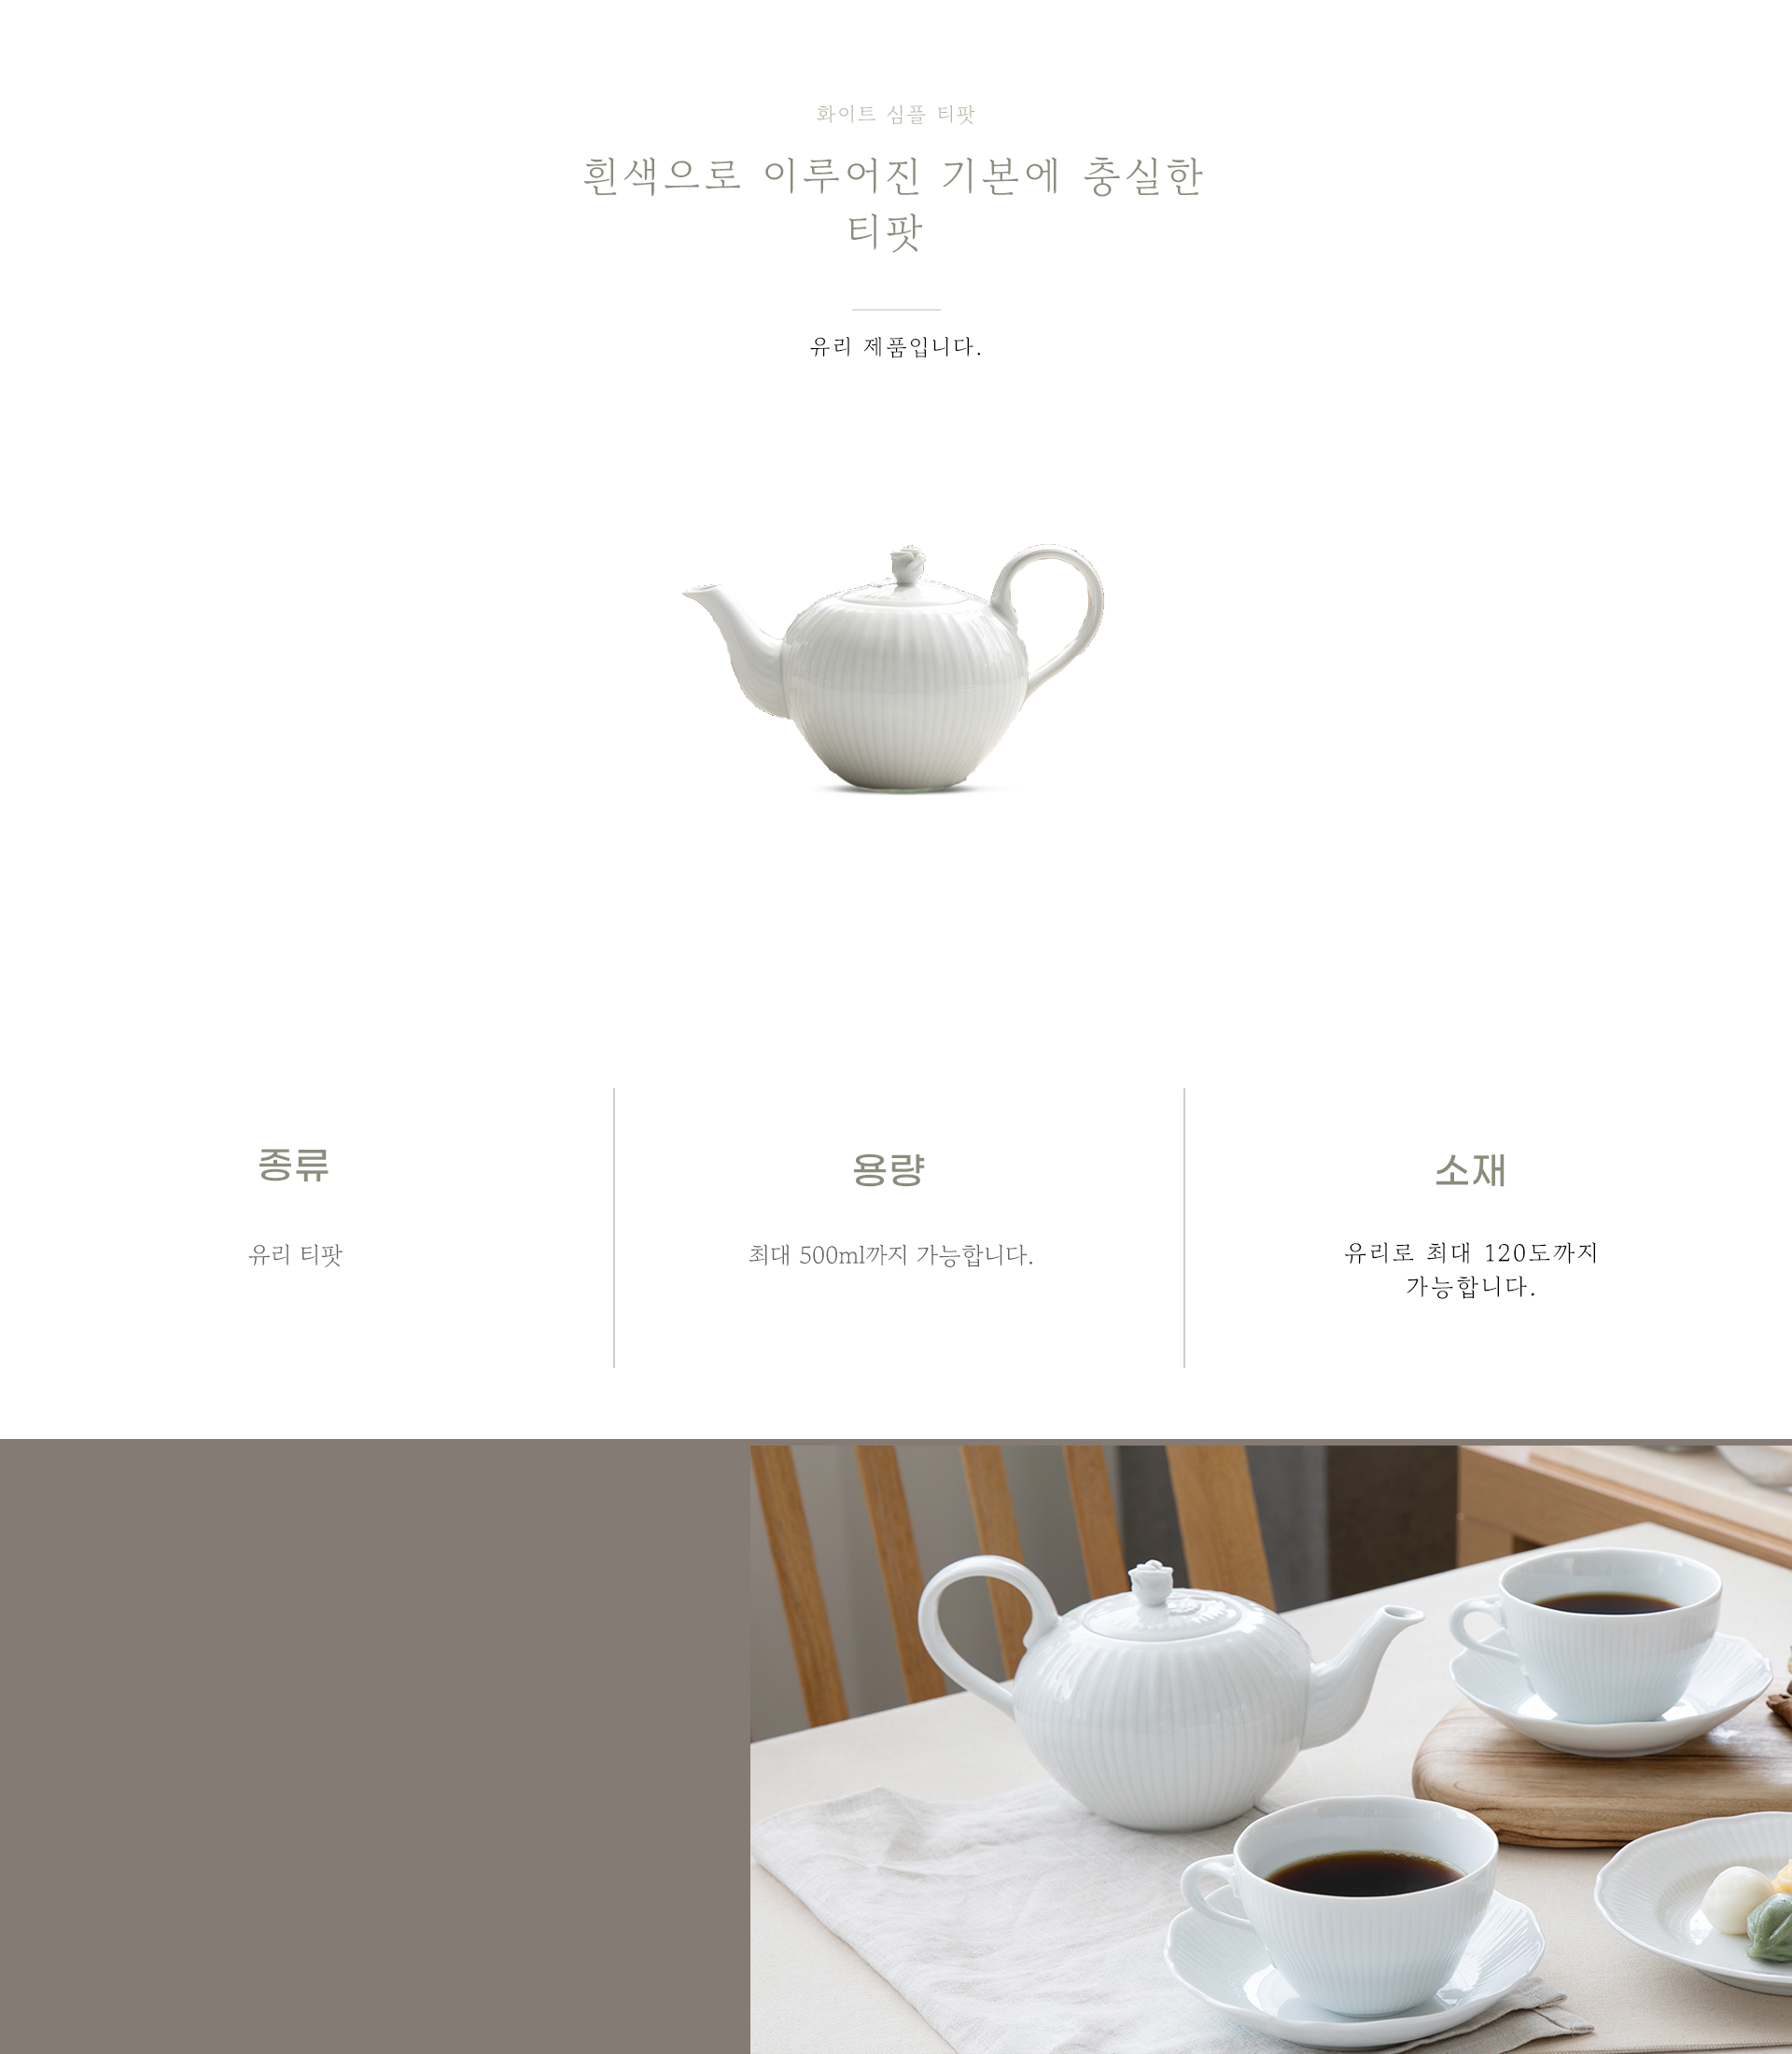 화이트 심플 티팟
흰색으로 이루어진 기본에 충실한
티팟
유리 제품입니다.
종류
유리 티팟
용량
최대 500ml까지 가능합니다.
소재
유리로 최대 120도까지
가능합니다.